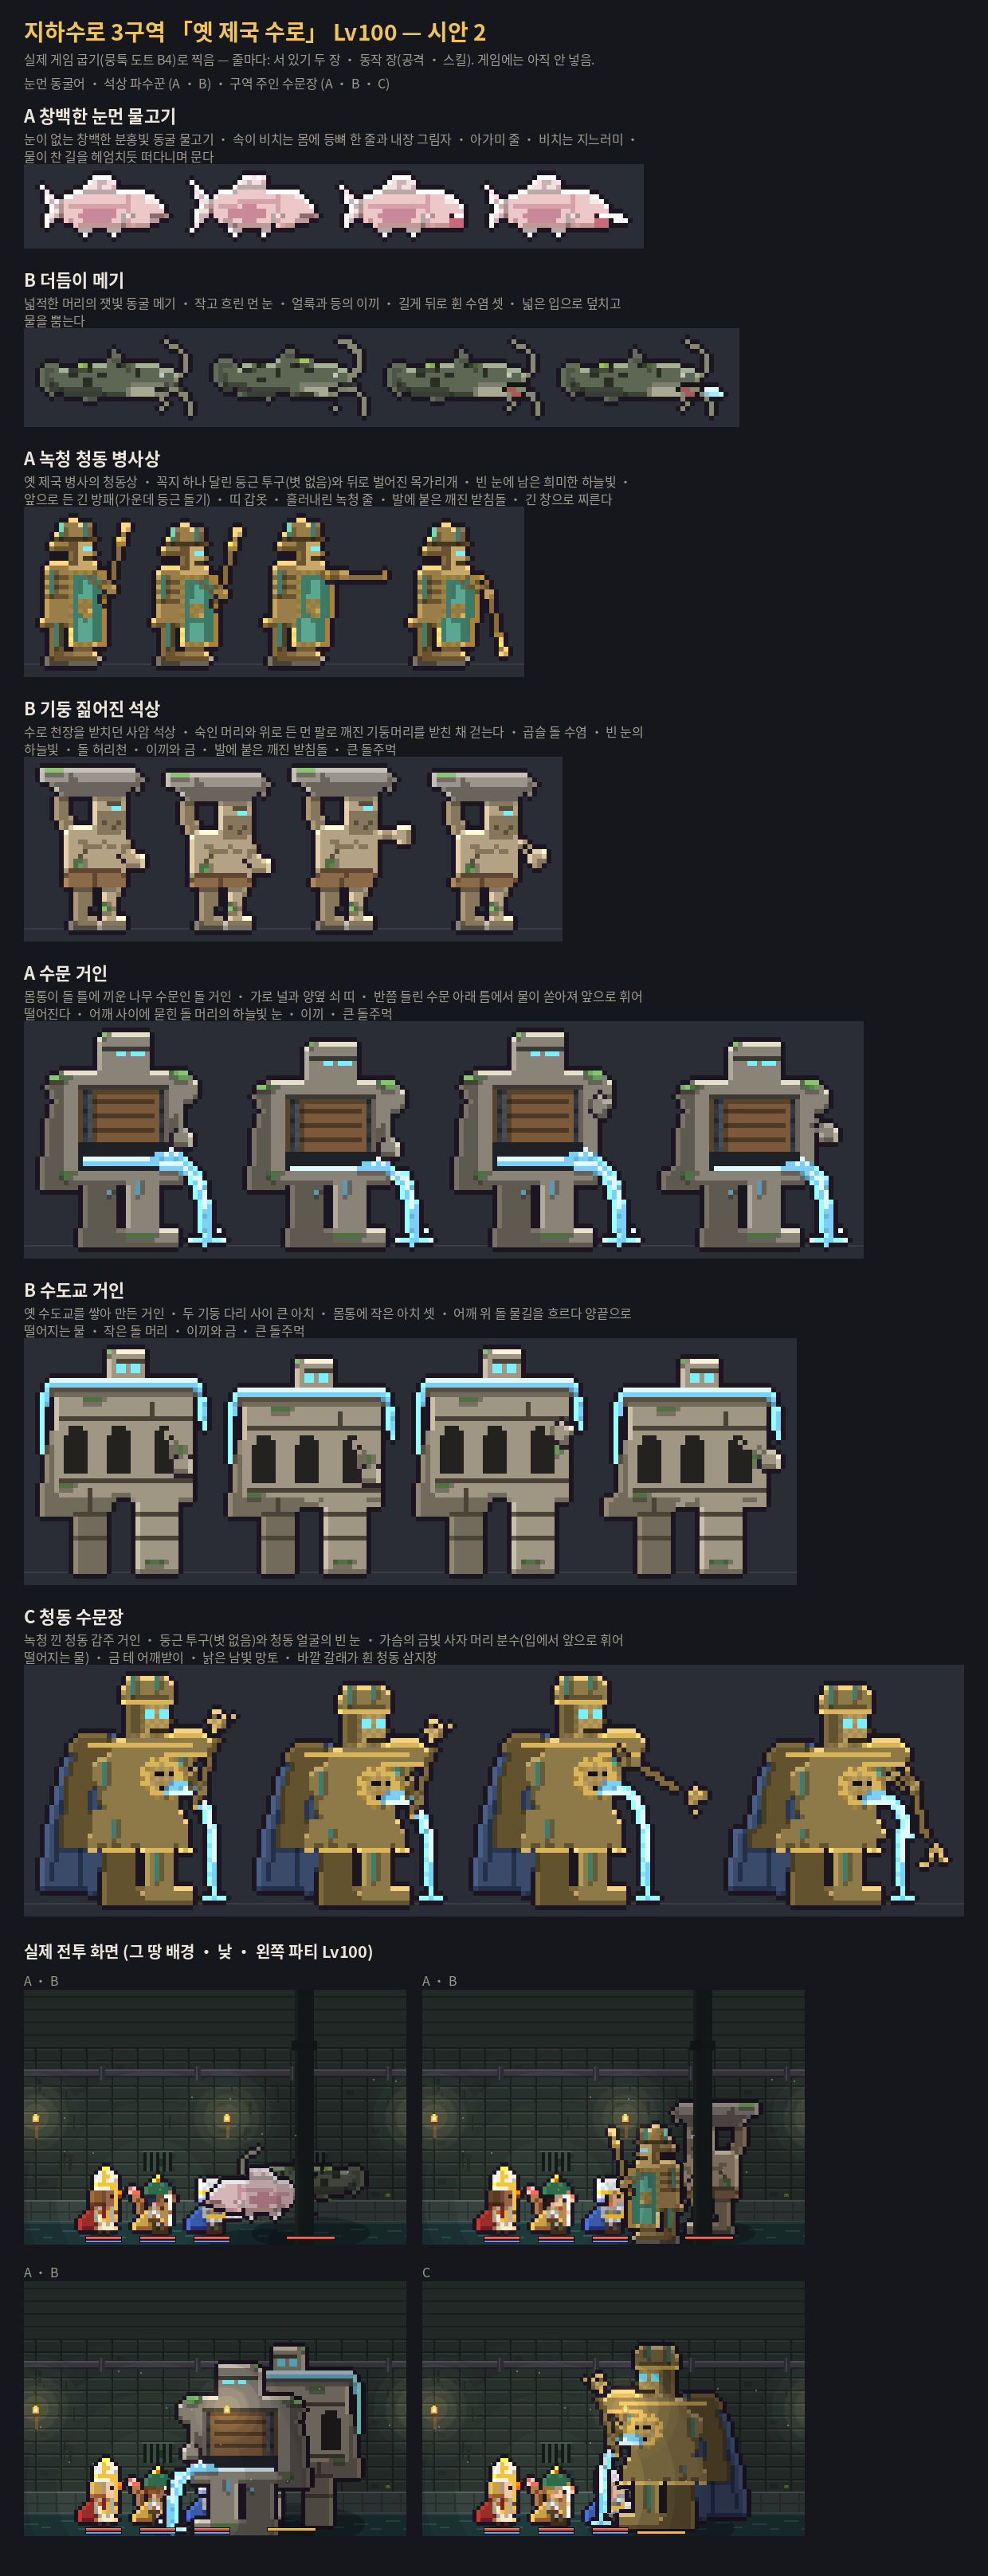 지하수로 3구역 「옛 제국 수로」 Lv100 — 시안 2
실제 게임 굽기(뭉툭 도트 B4)로 찍음 — 줄마다: 서 있기 두 장 · 동작 장(공격 · 스킬). 게임에는 아직 안 넣음.
눈먼 동굴어 · 석상 파수꾼 (A · B) · 구역 주인 수문장 (A · B · C)
A 창백한 눈먼 물고기
눈이 없는 창백한 분홍빛 동굴 물고기 · 속이 비치는 몸에 등뼈 한 줄과 내장 그림자 · 아가미 줄 · 비치는 지느러미 ·
물이 찬 길을 헤엄치듯 떠다니며 문다
B 더듬이 메기
넓적한 머리의 잿빛 동굴 메기 · 작고 흐린 먼 눈 · 얼룩과 등의 이끼 · 길게 뒤로 휜 수염 셋 · 넓은 입으로 덮치고
물을 뿜는다
A 녹청 청동 병사상
옛 제국 병사의 청동상 · 꼭지 하나 달린 둥근 투구(볏 없음)와 뒤로 벌어진 목가리개 · 빈 눈에 남은 희미한 하늘빛 ·
앞으로 든 긴 방패(가운데 둥근 돌기) · 띠 갑옷 · 흘러내린 녹청 줄 · 발에 붙은 깨진 받침돌 · 긴 창으로 찌른다
B 기둥 짊어진 석상
수로 천장을 받치던 사암 석상 · 숙인 머리와 위로 든 먼 팔로 깨진 기둥머리를 받친 채 걷는다 · 곱슬 돌 수염 · 빈 눈의
하늘빛 · 돌 허리천 · 이끼와 금 · 발에 붙은 깨진 받침돌 · 큰 돌주먹
A 수문 거인
몸통이 돌 틀에 끼운 나무 수문인 돌 거인 · 가로 널과 양옆 쇠 띠 · 반쯤 들린 수문 아래 틈에서 물이 쏟아져 앞으로 휘어
떨어진다 · 어깨 사이에 묻힌 돌 머리의 하늘빛 눈 · 이끼 · 큰 돌주먹
B 수도교 거인
옛 수도교를 쌓아 만든 거인 · 두 기둥 다리 사이 큰 아치 · 몸통에 작은 아치 셋 · 어깨 위 돌 물길을 흐르다 양끝으로
떨어지는 물 · 작은 돌 머리 · 이끼와 금 · 큰 돌주먹
C 청동 수문장
녹청 낀 청동 갑주 거인 · 둥근 투구(볏 없음)와 청동 얼굴의 빈 눈 · 가슴의 금빛 사자 머리 분수(입에서 앞으로 휘어
떨어지는 물) · 금 테 어깨받이 · 낡은 남빛 망토 · 바깥 갈래가 휜 청동 삼지창
실제 전투 화면 (그 땅 배경 · 낮 · 왼쪽 파티 Lv100)
A · B
A · B
A · B
C